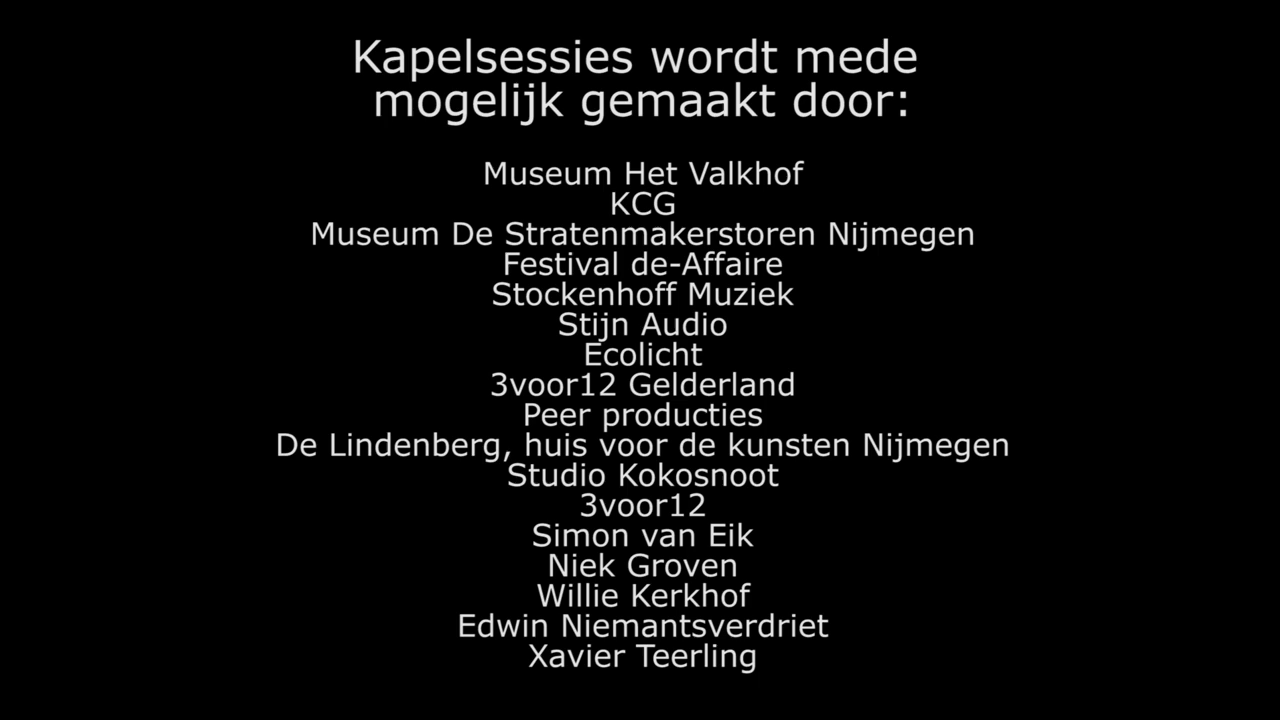 Kapelsessies wordt mede
mogelijk gemaakt door:
Museum Het Valkhof
KCG
Museum De Stratenmakerstoren Nijmegen
Festival de-Affaire
Stockenhoff Muziek
Stijn Audio
Ecolicht
3voor12 Gelderland
Peer producties
De Lindenberg, huis voor de kunsten Nijmegen
Studio Kokosnoot
3voor12
Simon van Eik
Niek Groven
Willie Kerkhof
Edwin Niemantsverdriet
Xavier Teerling